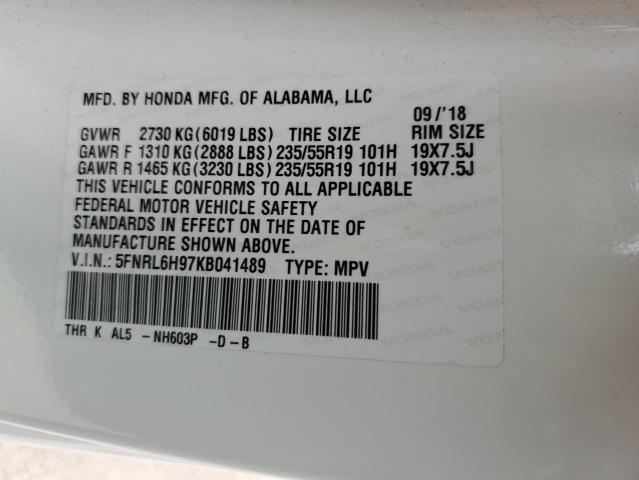 MFD. BY HONDA MFG. OF ALABAMA, LLC
09/'18
GVWR 2730 KG(6019 LBS) TIRE SIZE RIM SIZE
GAWR F 1310 KG(2888 LBS)235/55R19 101H 19X7.5J
GAWR R 1465 KG(3230 LBS)235/55R19 101H 19X7.5J
THIS VEHICLE CONFORMS TO ALL APPLICABLE
FEDERAL MOTOR VEHICLE SAFETY
STANDARDS IN EFFECT ON THE DATE OF
MANUFACTURE SHOWN ABOVE.
V.I.N.: 5FNRL6H97KB041489 TYPE: MPV
THR K AL5 -NH603P -D-B